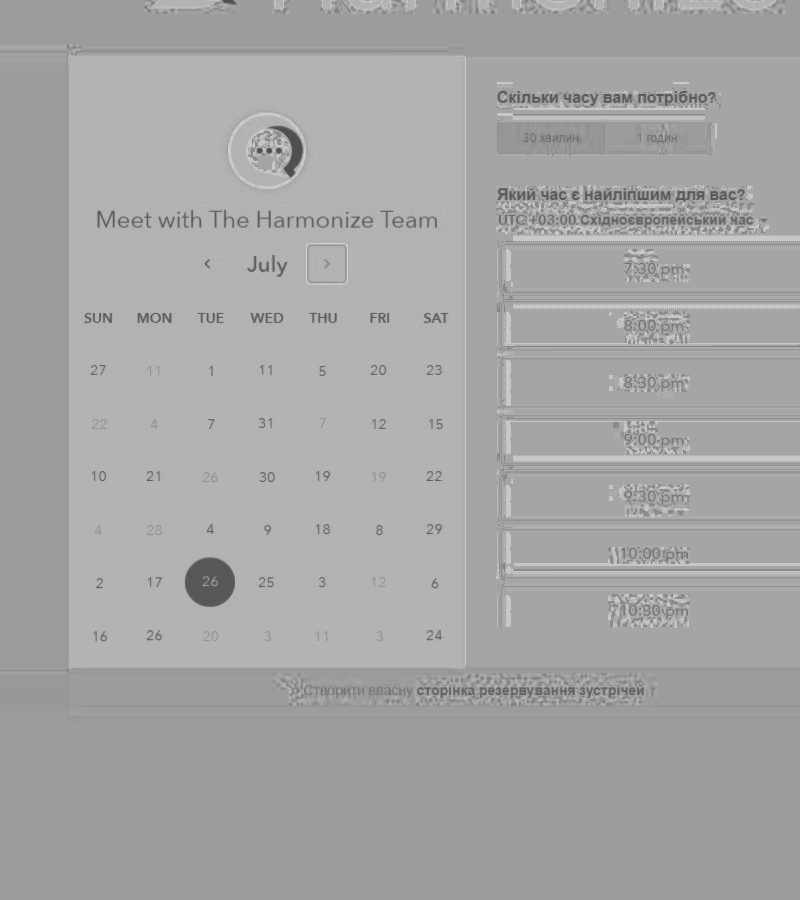 Meet with The Harmonize Team
July
SUN MON TUE WED THU FRI SAT
27 11 1 11 5 20 23
22 4 7 31 7 12 15
10 21 26 30 19 19 22
4 28 4 9 18 8 29
2 17 26 25 3 12 6
16 26 20 3 11 3 24
Скільки часу вам потрібно?
30 хвилин 1 годин
Який час є найліпшим для вас?
UTC +03:00 Східноєвропейський час
7:30 pm
8:00 pm
8:30 pm
9:00 pm
9:30 pm
10:00 pm
10:30 pm
Створити власну сторінка резервування зустрічей